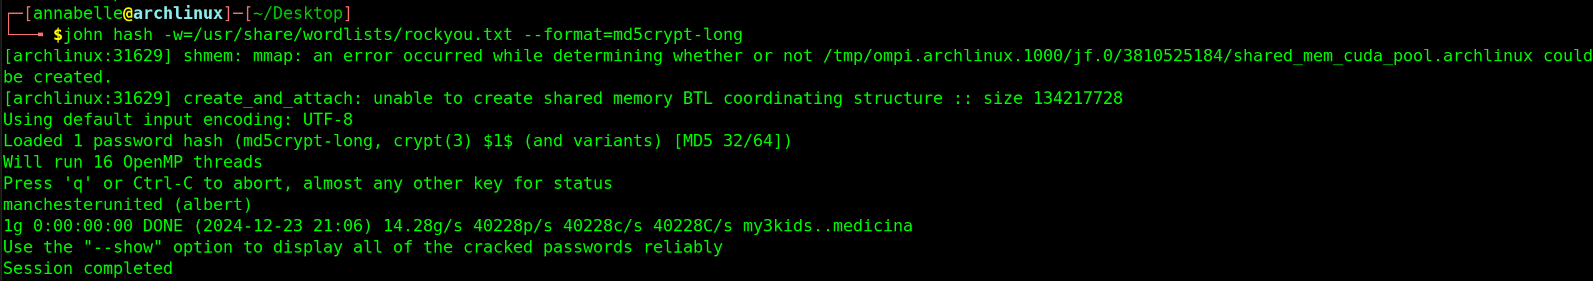 ┌─[annabelle@archlinux]─[~/Desktop]
└──╼ $john hash -w=/usr/share/wordlists/rockyou.txt --format=md5crypt-long
[archlinux:31629] shmem: mmap: an error occurred while determining whether or not /tmp/ompi.archlinux.1000/jf.0/3810525184/shared_mem_cuda_pool.archlinux could
be created.
[archlinux:31629] create_and_attach: unable to create shared memory BTL coordinating structure :: size 134217728
Using default input encoding: UTF-8
Loaded 1 password hash (md5crypt-long, crypt(3) $1$ (and variants) [MD5 32/64])
Will run 16 OpenMP threads
Press 'q' or Ctrl-C to abort, almost any other key for status
manchesterunited (albert)
1g 0:00:00:00 DONE (2024-12-23 21:06) 14.28g/s 40228p/s 40228c/s 40228C/s my3kids..medicina
Use the "--show" option to display all of the cracked passwords reliably
Session completed